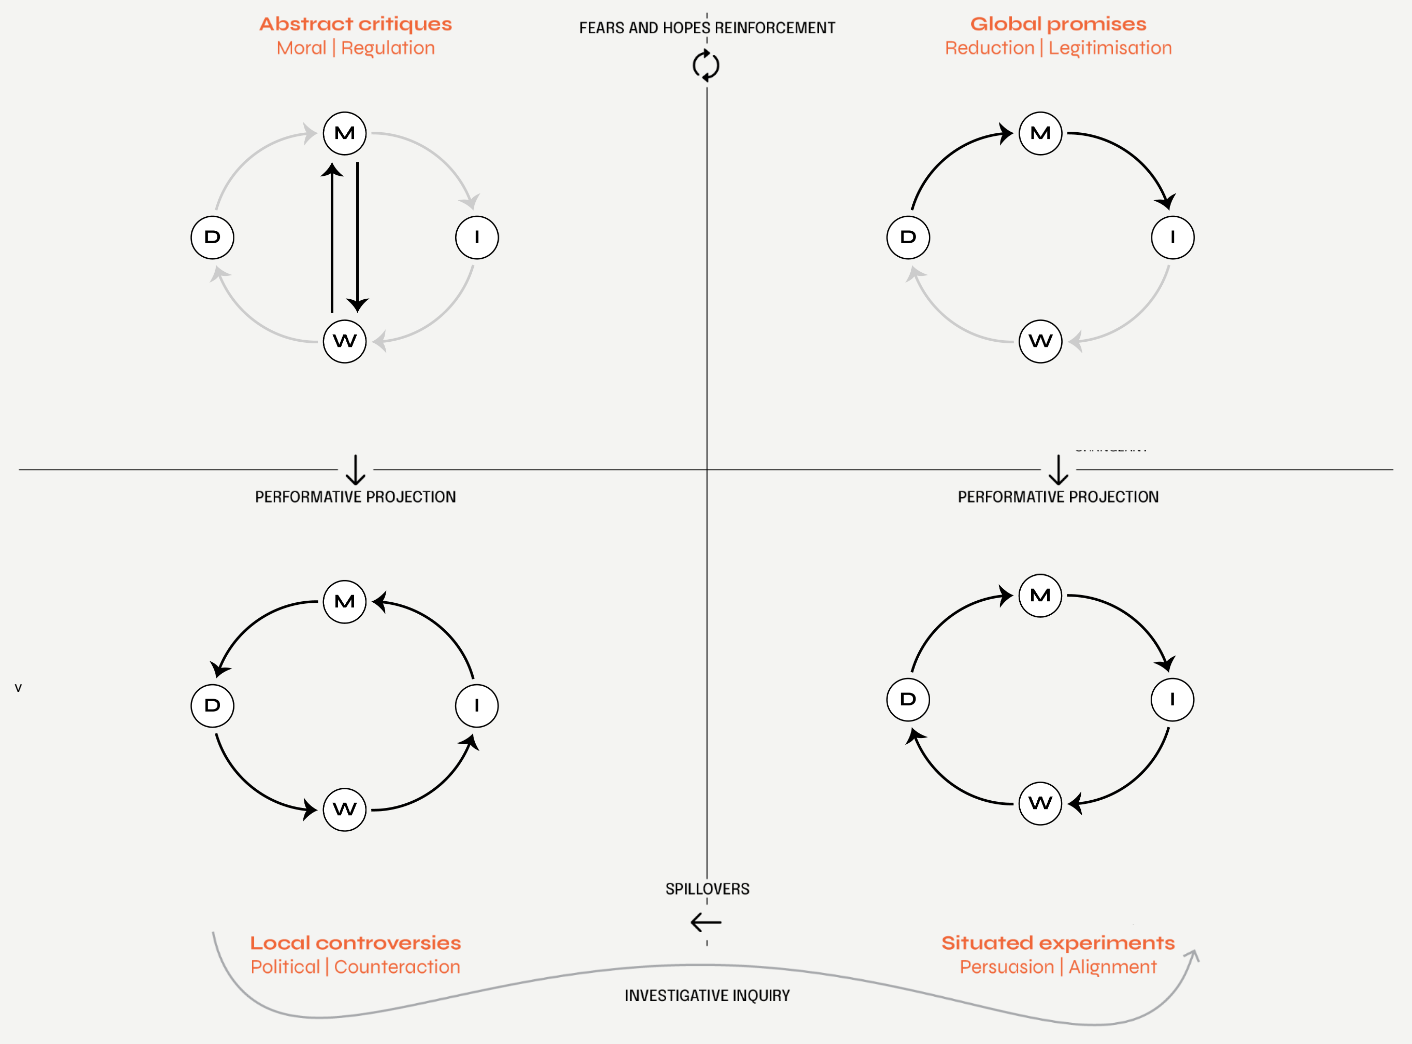 Abstract critiques
Moral | Regulation
FEARS AND HOPES REINFORCEMENT
Global promises
Reduction | Legitimisation
M
D
I
W
M
D
I
W
PERFORMATIVE PROJECTION
PERFORMATIVE PROJECTION
M
D
I
W
M
D
I
W
v
SPILLOVERS
Local controversies
Political | Counteraction
Situated experiments
Persuasion | Alignment
INVESTIGATIVE INQUIRY